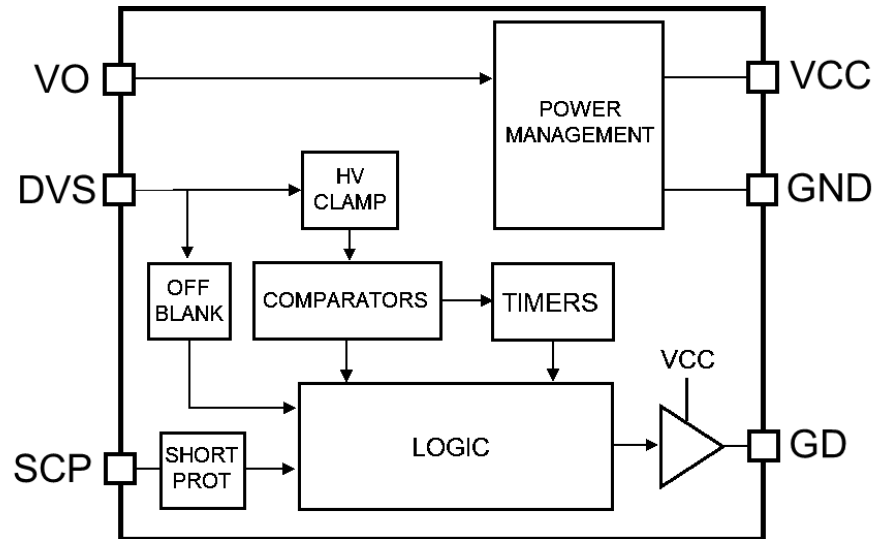 VO
VCC
POWER
MANAGEMENT
DVS
HV
CLAMP
GND
OFF
BLANK
COMPARATORS
TIMERS
VCC
LOGIC
GD
SCP
SHORT
PROT